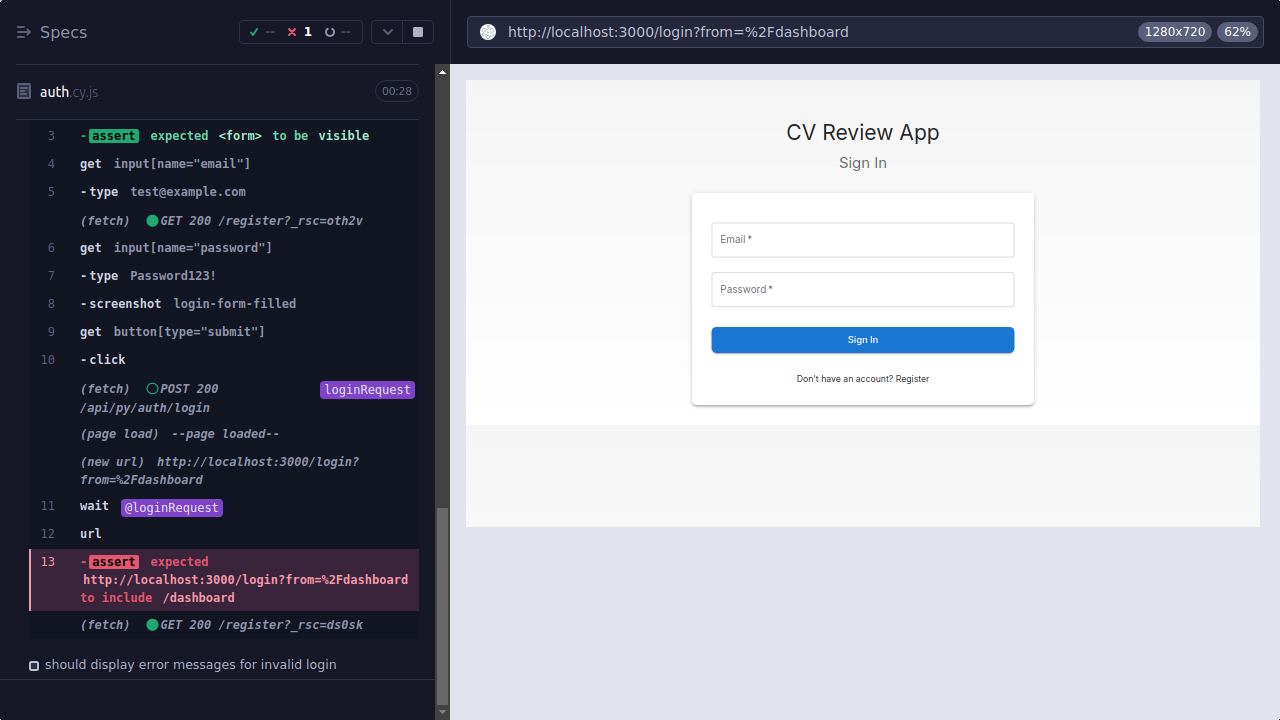 Specs
-- 1 --
auth.cy.js 00:28
3 -assert expected <form> to be visible
4 get input[name="email"]
5 -type test@example.com
(fetch) GET 200 /register?_rsc=oth2v
6 get input[name="password"]
7 -type Password123!
8 -screenshot login-form-filled
9 get button[type="submit"]
10 -click
(fetch) POST 200 loginRequest
/api/py/auth/login
(page load) --page loaded--
(new url) http://localhost:3000/login?
from=%2Fdashboard
11 wait @loginRequest
12 url
13 -assert expected
http://localhost:3000/login?from=%2Fdashboard
to include /dashboard
(fetch) GET 200 /register?_rsc=ds0sk
should display error messages for invalid login
http://localhost:3000/login?from=%2Fdashboard 1280x720 62%
CV Review App
Sign In
Email *
Password *
Sign In
Don't have an account? Register